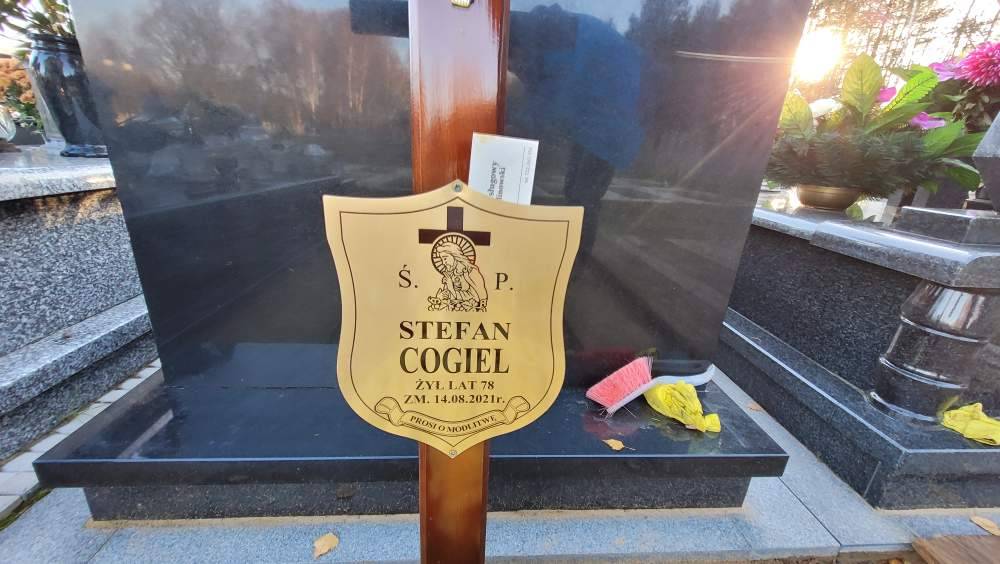 Ś. P.
STEFAN
COGIEL
ŻYŁ LAT 78
ZM. 14.08.2021r.
PROSI O MODLITWĘ